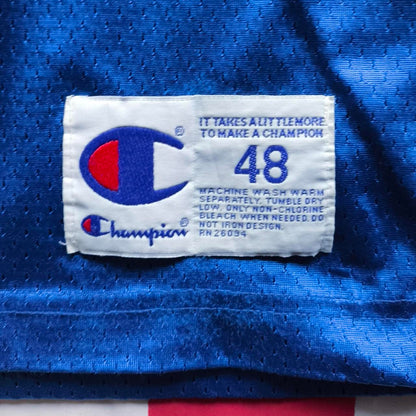 IT TAKES A LITTLE MORE
TO MAKE A CHAMPION
®
48
MACHINE WASH WARM
SEPARATELY. TUMBLE DRY
LOW. ONLY NON-CHLORINE
BLEACH WHEN NEEDED. DO
NOT IRON DESIGN.
RN 26094
Champion®